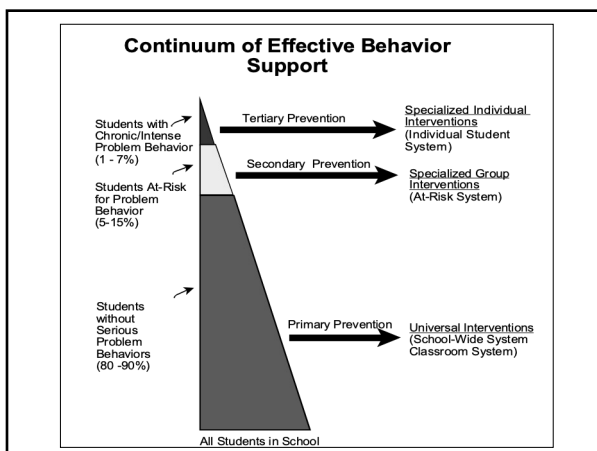 Continuum of Effective Behavior
Support
Students with
Chronic/Intense
Problem Behavior
(1 - 7%)
Tertiary Prevention
Specialized Individual
Interventions
(Individual Student
System)
Students At-Risk
for Problem
Behavior
(5-15%)
Secondary Prevention
Specialized Group
Interventions
(At-Risk System)
Students
without
Serious
Problem
Behaviors
(80 -90%)
Primary Prevention
Universal Interventions
(School-Wide System
Classroom System)
All Students in School